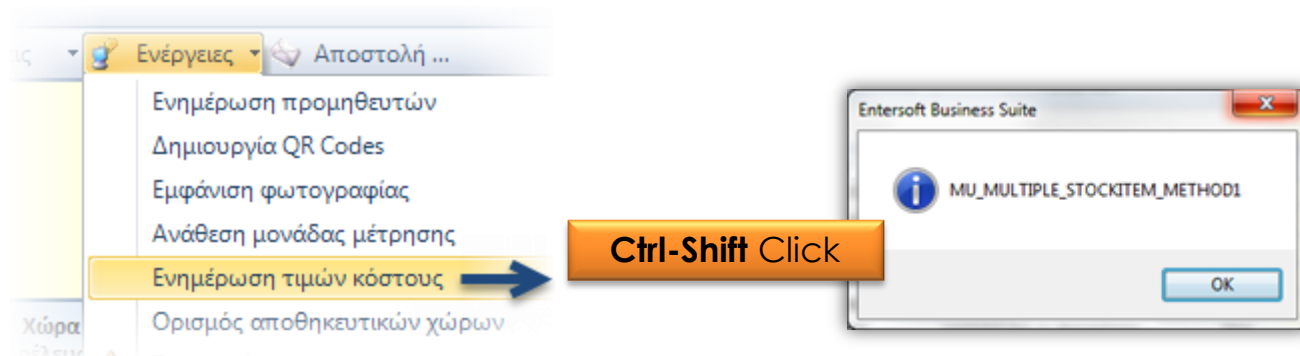 Ενέργειες Αποστολή ...
Ενημέρωση προμηθευτών
Δημιουργία QR Codes
Εμφάνιση φωτογραφίας
Ανάθεση μονάδας μέτρησης
Ενημέρωση τιμών κόστους
Χώρα Ορισμός αποθηκευτικών χώρων
Ctrl-Shift Click
Entersoft Business Suite
MU_MULTIPLE_STOCKITEM_METHOD1
OK